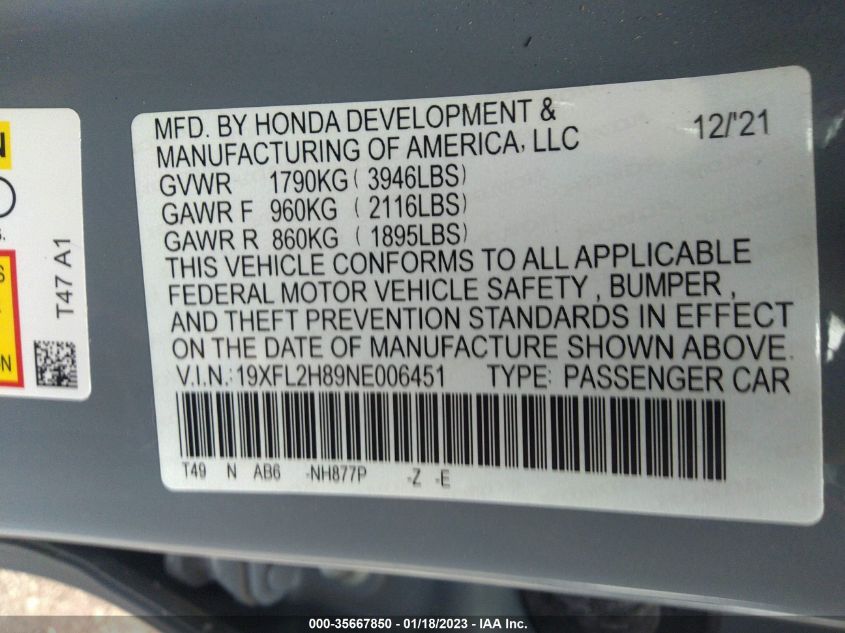 N
S.
S
ON
T47 A1
MFD. BY HONDA DEVELOPMENT & 12/'21
MANUFACTURING OF AMERICA, LLC
GVWR 1790KG ( 3946LBS)
GAWR F 960KG ( 2116LBS)
GAWR R 860KG ( 1895LBS)
THIS VEHICLE CONFORMS TO ALL APPLICABLE
FEDERAL MOTOR VEHICLE SAFETY , BUMPER ,
AND THEFT PREVENTION STANDARDS IN EFFECT
ON THE DATE OF MANUFACTURE SHOWN ABOVE.
V.I.N.: 19XFL2H89NE006451 TYPE: PASSENGER CAR
T49 N AB6 -NH877P -Z -E
000-35667850 | 01/18/2023 | IAA Inc.